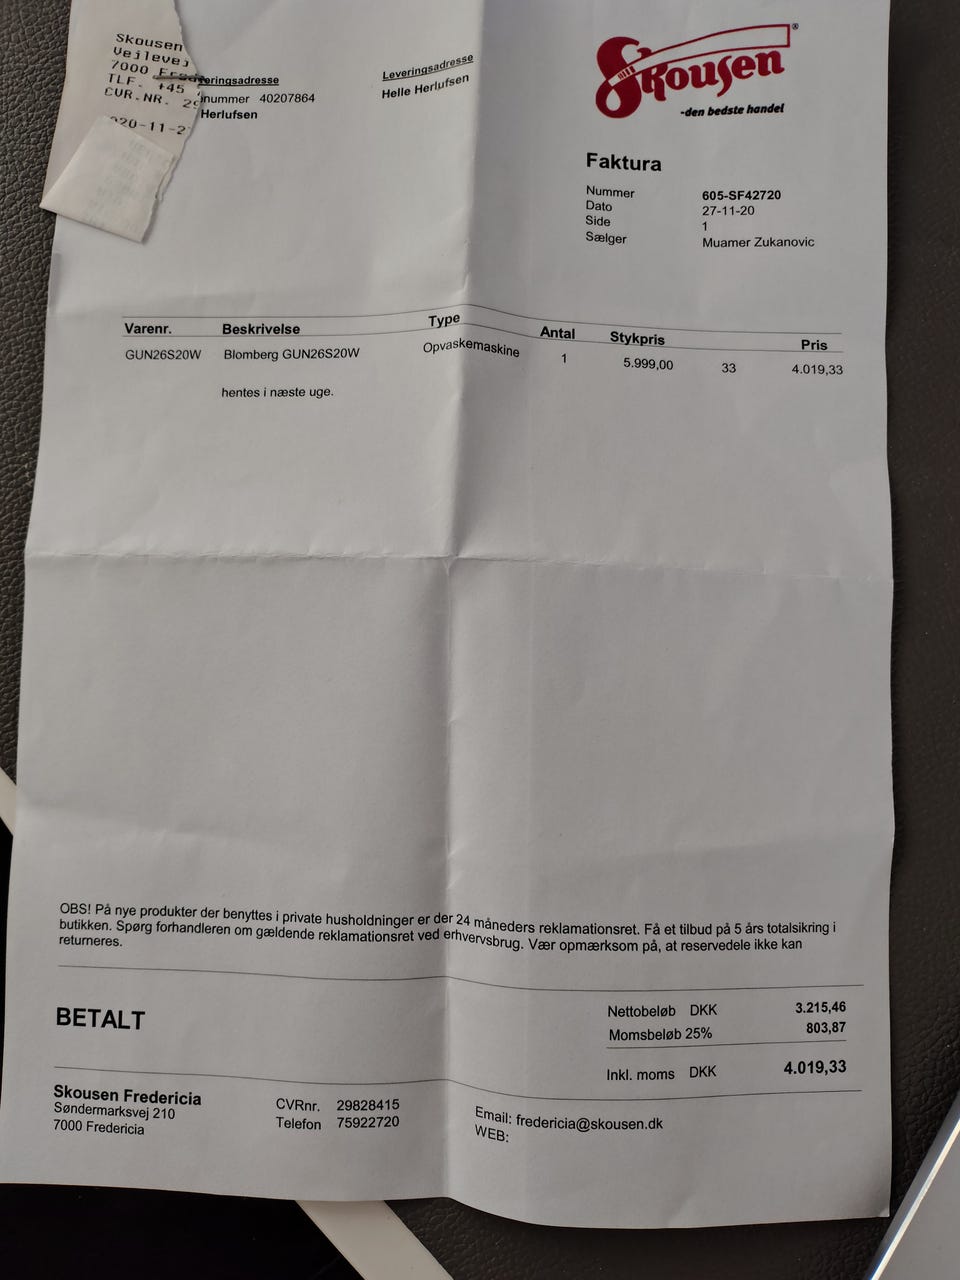 Skousen
Vejlevej
7000
TLF. +45
CVR.NR.
eringsadresse
nummer 40207864
Herlufsen
Leveringsadresse
Helle Herlufsen
Skousen®
-den bedste handel
Faktura
Nummer 605-SF42720
Dato 27-11-20
Side 1
Sælger Muamer Zukanovic
Varenr. Beskrivelse Type Antal Stykpris Pris
GUN26S20W Blomberg GUN26S20W Opvaskemaskine 1 5.999,00 33 4.019,33
hentes i næste uge.
OBS! På nye produkter der benyttes i private husholdninger er der 24 måneders reklamationsret. Få et tilbud på 5 års totalsikring i
butikken. Spørg forhandleren om gældende reklamationsret ved erhvervsbrug. Vær opmærksom på, at reservedele ikke kan
returneres.
BETALT
Nettobeløb DKK 3.215,46
Momsbeløb 25% 803,87
Inkl. moms DKK 4.019,33
Skousen Fredericia
Søndermarksvej 210
7000 Fredericia
CVRnr. 29828415
Telefon 75922720
Email: fredericia@skousen.dk
WEB: